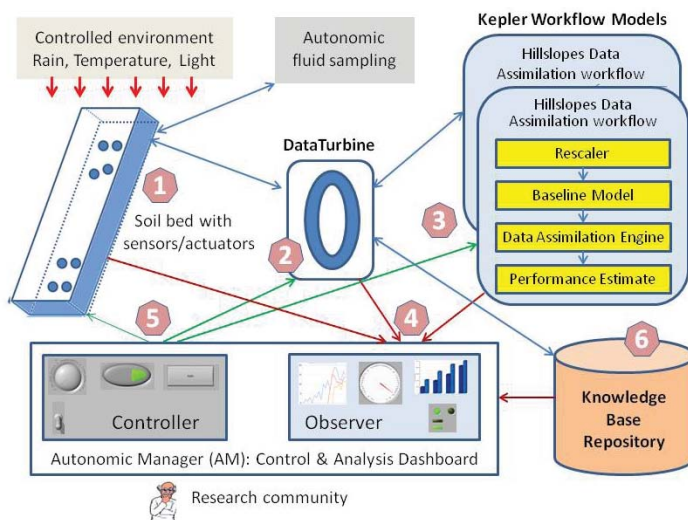 Kepler Workflow Models
Controlled environment
Rain, Temperature, Light
Autonomic
fluid sampling
Hillslopes Data
Assimilation workflow
Hillslopes Data
Assimilation workflow
DataTurbine
Rescaler
Baseline Model
Data Assimilation Engine
Performance Estimate
1
Soil bed with
sensors/actuators
2
3
4
5
6
Controller
Observer
Autonomic Manager (AM): Control & Analysis Dashboard
Knowledge
Base
Repository
Research community